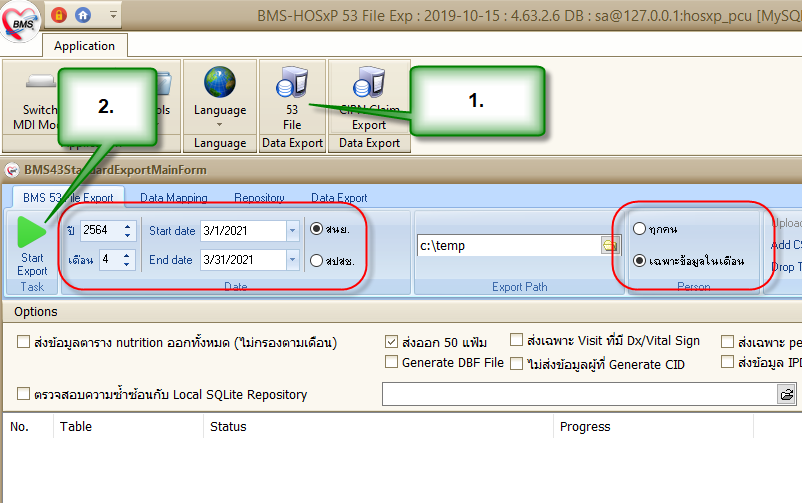 BMS
BMS-HOSxP 53 File Exp : 2019-10-15 : 4.63.2.6 DB : sa@127.0.0.1:hosxp_pcu [MySQ
Application
Switch
MDI
2.
Language
53
File
CIPN Claim
Export
1.
Language
Data Export
Data Export
BMS43StandardExportMainForm
BMS 53 File Export
Data Mapping
Repository
Data Export
Start
Export
Task
ปี 2564
Start date 3/1/2021
สนย.
เดือน 4
End date 3/31/2021
สปสช.
Date
c:\temp
Export Path
ทุกคน
เฉพาะข้อมูลในเดือน
Person
Upload
Add CS
Drop T
Options
ส่งข้อมูลตาราง nutrition ออกทั้งหมด (ไม่กรองตามเดือน)
ส่งออก 50 แฟ้ม
ส่งเฉพาะ Visit ที่มี Dx/Vital Sign
ส่งเฉพาะ pe
Generate DBF File
ไม่ส่งข้อมูลผู้ที่ Generate CID
ส่งข้อมูล IPD
ตรวจสอบความซ้ำซ้อนกับ Local SQLite Repository
No. Table Status Progress